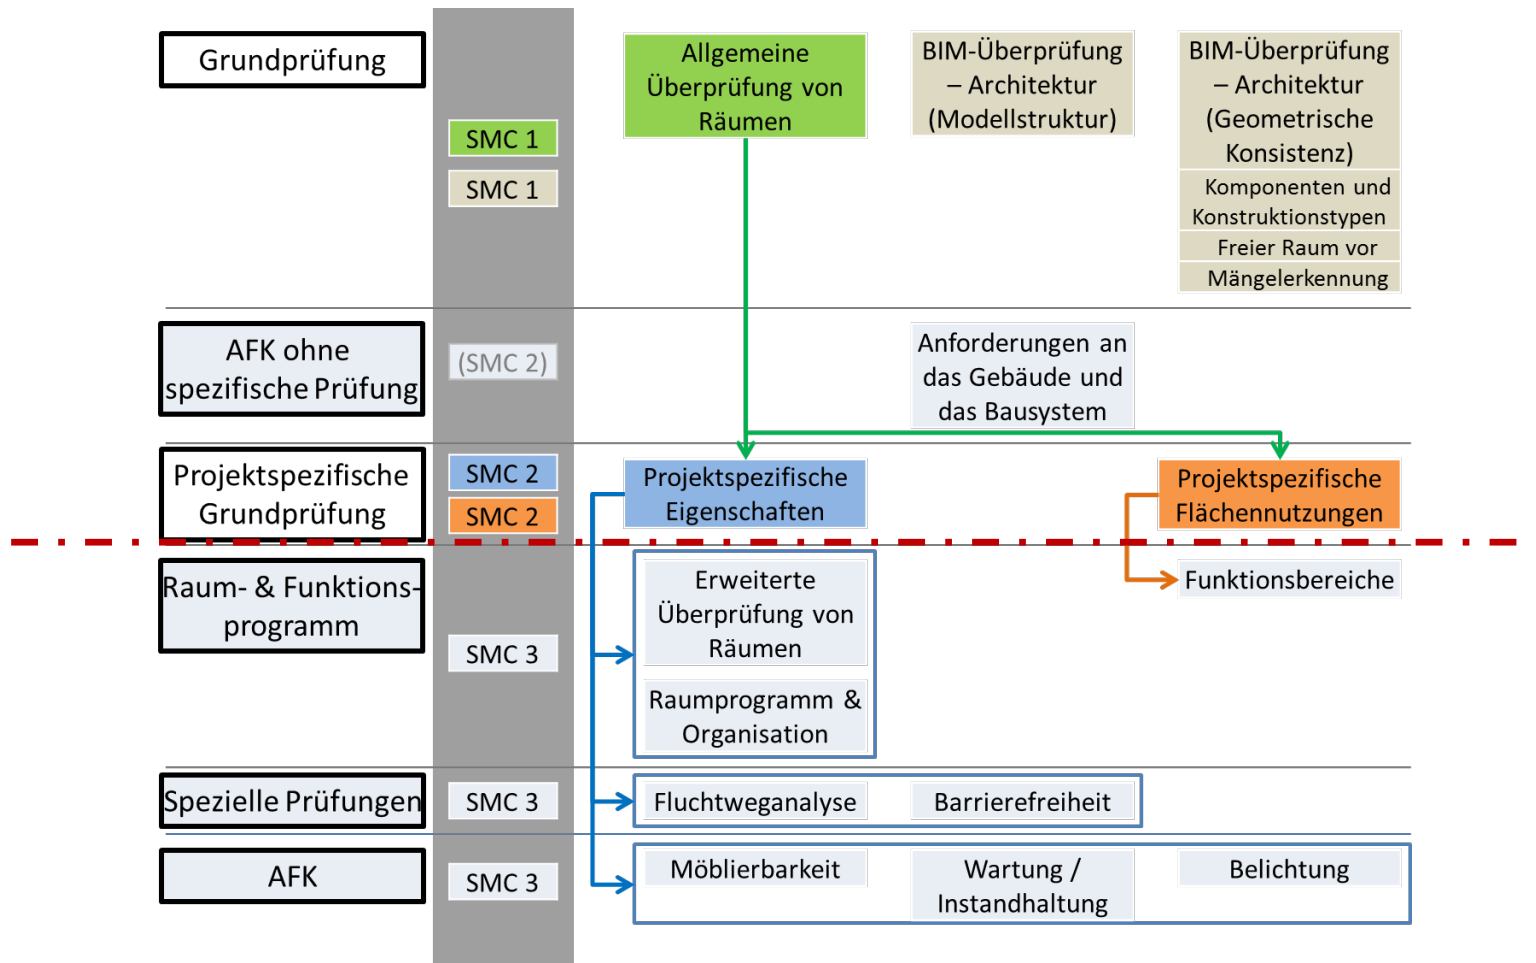 Grundprüfung
SMC 1
SMC 1
Allgemeine
Überprüfung von
Räumen
BIM-Überprüfung
– Architektur
(Modellstruktur)
BIM-Überprüfung
– Architektur
(Geometrische
Konsistenz)
Komponenten und
Konstruktionstypen
Freier Raum vor
Mängelerkennung
AFK ohne
spezifische Prüfung
(SMC 2)
Anforderungen an
das Gebäude und
das Bausystem
Projektspezifische
Grundprüfung
SMC 2
SMC 2
Projektspezifische
Eigenschaften
Projektspezifische
Flächennutzungen
Raum- & Funktions-
programm
SMC 3
Erweiterte
Überprüfung von
Räumen
Raumprogramm &
Organisation
Funktionsbereiche
Spezielle Prüfungen
SMC 3
Fluchtweganalyse
Barrierefreiheit
AFK
SMC 3
Möblierbarkeit
Wartung /
Instandhaltung
Belichtung